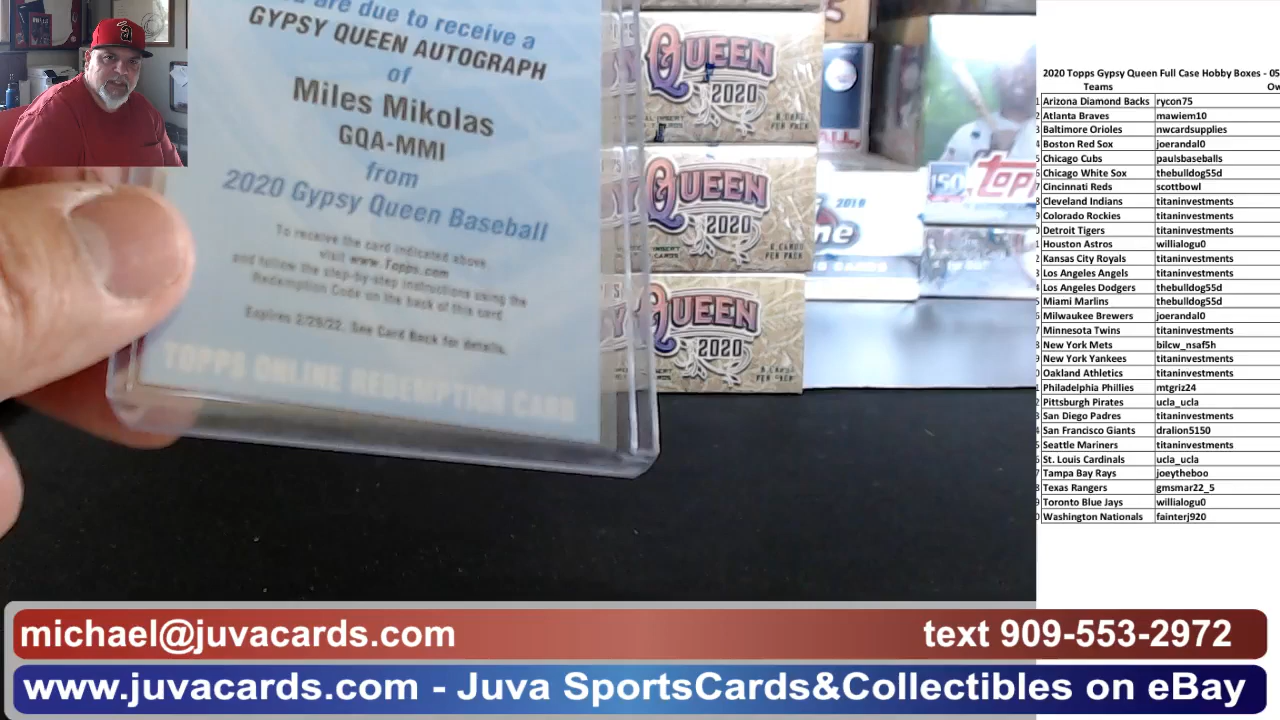 are due to receive a
GYPSY QUEEN AUTOGRAPH
of
Miles Mikolas
GQA-MMI
from
2020 Gypsy Queen Baseball
To receive the card indicated above
visit www.Topps.com
and follow the step-by-step instructions using the
Redemption Code on the back of this card
Expires 2/28/22. See Card Back for details.
TOPPS ONLINE REDEMPTION CARD
QUEEN
2020
QUEEN
2020
QUEEN
2020
150
Topp
2020 Topps Gypsy Queen Full Case Hobby Boxes - 05
Teams Ow
Arizona Diamond Backs rycon75
Atlanta Braves mawiem10
Baltimore Orioles nwcardsupplies
Boston Red Sox joerandal0
Chicago Cubs paulsbaseballs
Chicago White Sox thebulldog55d
Cincinnati Reds scottbowl
Cleveland Indians titaninvestments
Colorado Rockies titaninvestments
Detroit Tigers titaninvestments
Houston Astros willialogu0
Kansas City Royals titaninvestments
Los Angeles Angels titaninvestments
Los Angeles Dodgers thebulldog55d
Miami Marlins thebulldog55d
Milwaukee Brewers joerandal0
Minnesota Twins titaninvestments
New York Mets bilcw_nsaf5h
New York Yankees titaninvestments
Oakland Athletics titaninvestments
Philadelphia Phillies mtgriz24
Pittsburgh Pirates ucla_ucla
San Diego Padres titaninvestments
San Francisco Giants dralion5150
Seattle Mariners titaninvestments
St. Louis Cardinals ucla_ucla
Tampa Bay Rays joeytheboo
Texas Rangers gmsmar22_5
Toronto Blue Jays willialogu0
Washington Nationals fainterj920
michael@juvacards.com text 909-553-2972
www.juvacards.com - Juva SportsCards&Collectibles on eBay